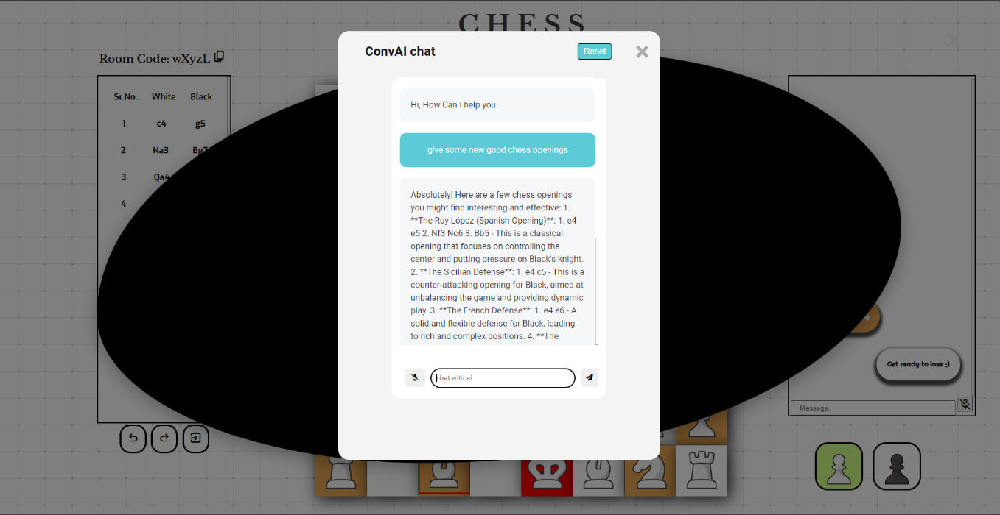 CHESS
Room Code: wXyzL
Sr.No. White Black
1 c4 g5
2 Na3 Bg7
3 Qa4
4
ConvAI chat
Reset
Hi, How Can I help you.
give some new good chess openings
Absolutely! Here are a few chess openings
you might find interesting and effective: 1.
**The Ruy López (Spanish Opening)**: 1. e4
e5 2. Nf3 Nc6 3. Bb5 - This is a classical
opening that focuses on controlling the
center and putting pressure on Black's knight.
2. **The Sicilian Defense**: 1. e4 c5 - This is a
counter-attacking opening for Black, aimed at
unbalancing the game and providing dynamic
play. 3. **The French Defense**: 1. e4 e6 - A
solid and flexible defense for Black, leading
to rich and complex positions. 4. **The
chat with ai
Get ready to lose ;)
Message..